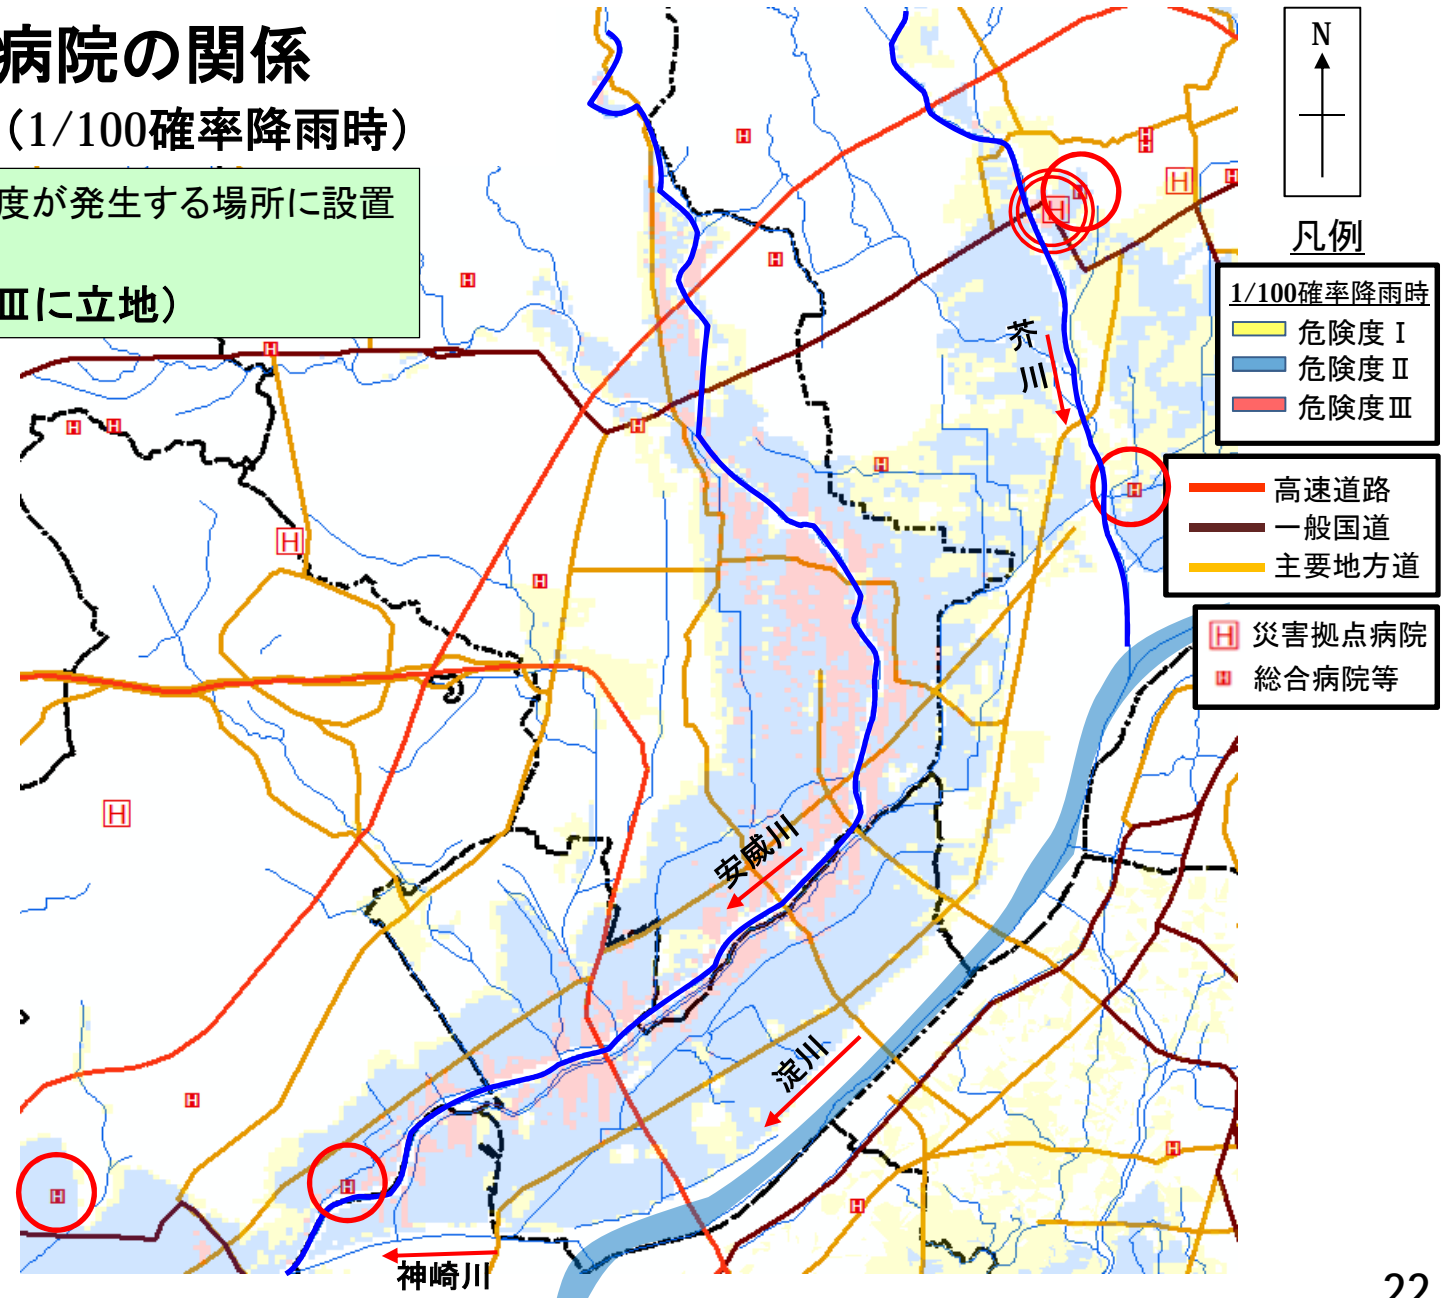 病院の関係
（1/100確率降雨時）
度が発生する場所に設置
Ⅲに立地）
N
凡例
1/100確率降雨時
危険度Ⅰ
危険度Ⅱ
危険度Ⅲ
高速道路
一般国道
主要地方道
H 災害拠点病院
H 総合病院等
芥川
安威川
淀川
神崎川
22